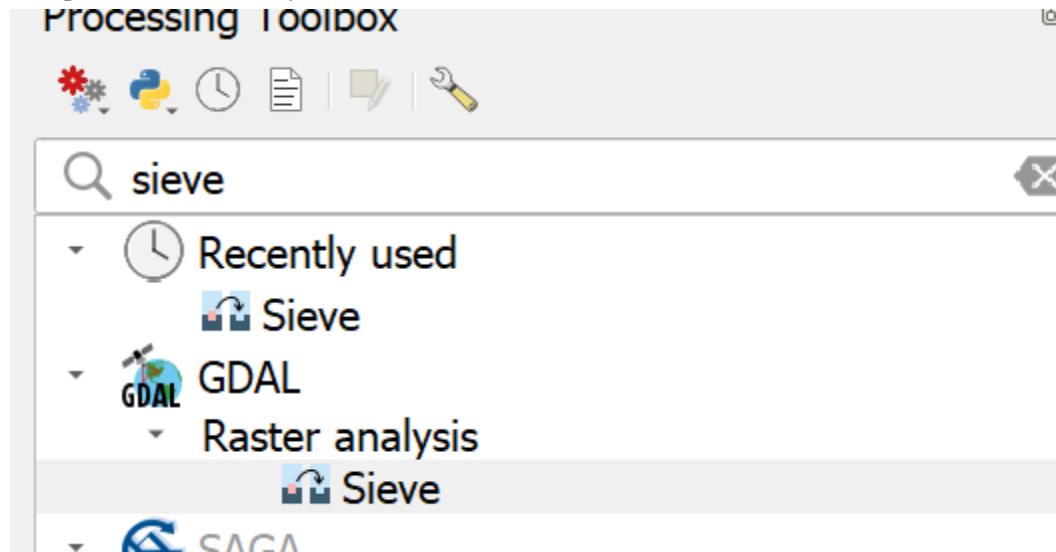 Processing Toolbox
sieve
Recently used
Sieve
GDAL
GDAL
Raster analysis
Sieve
SAGA